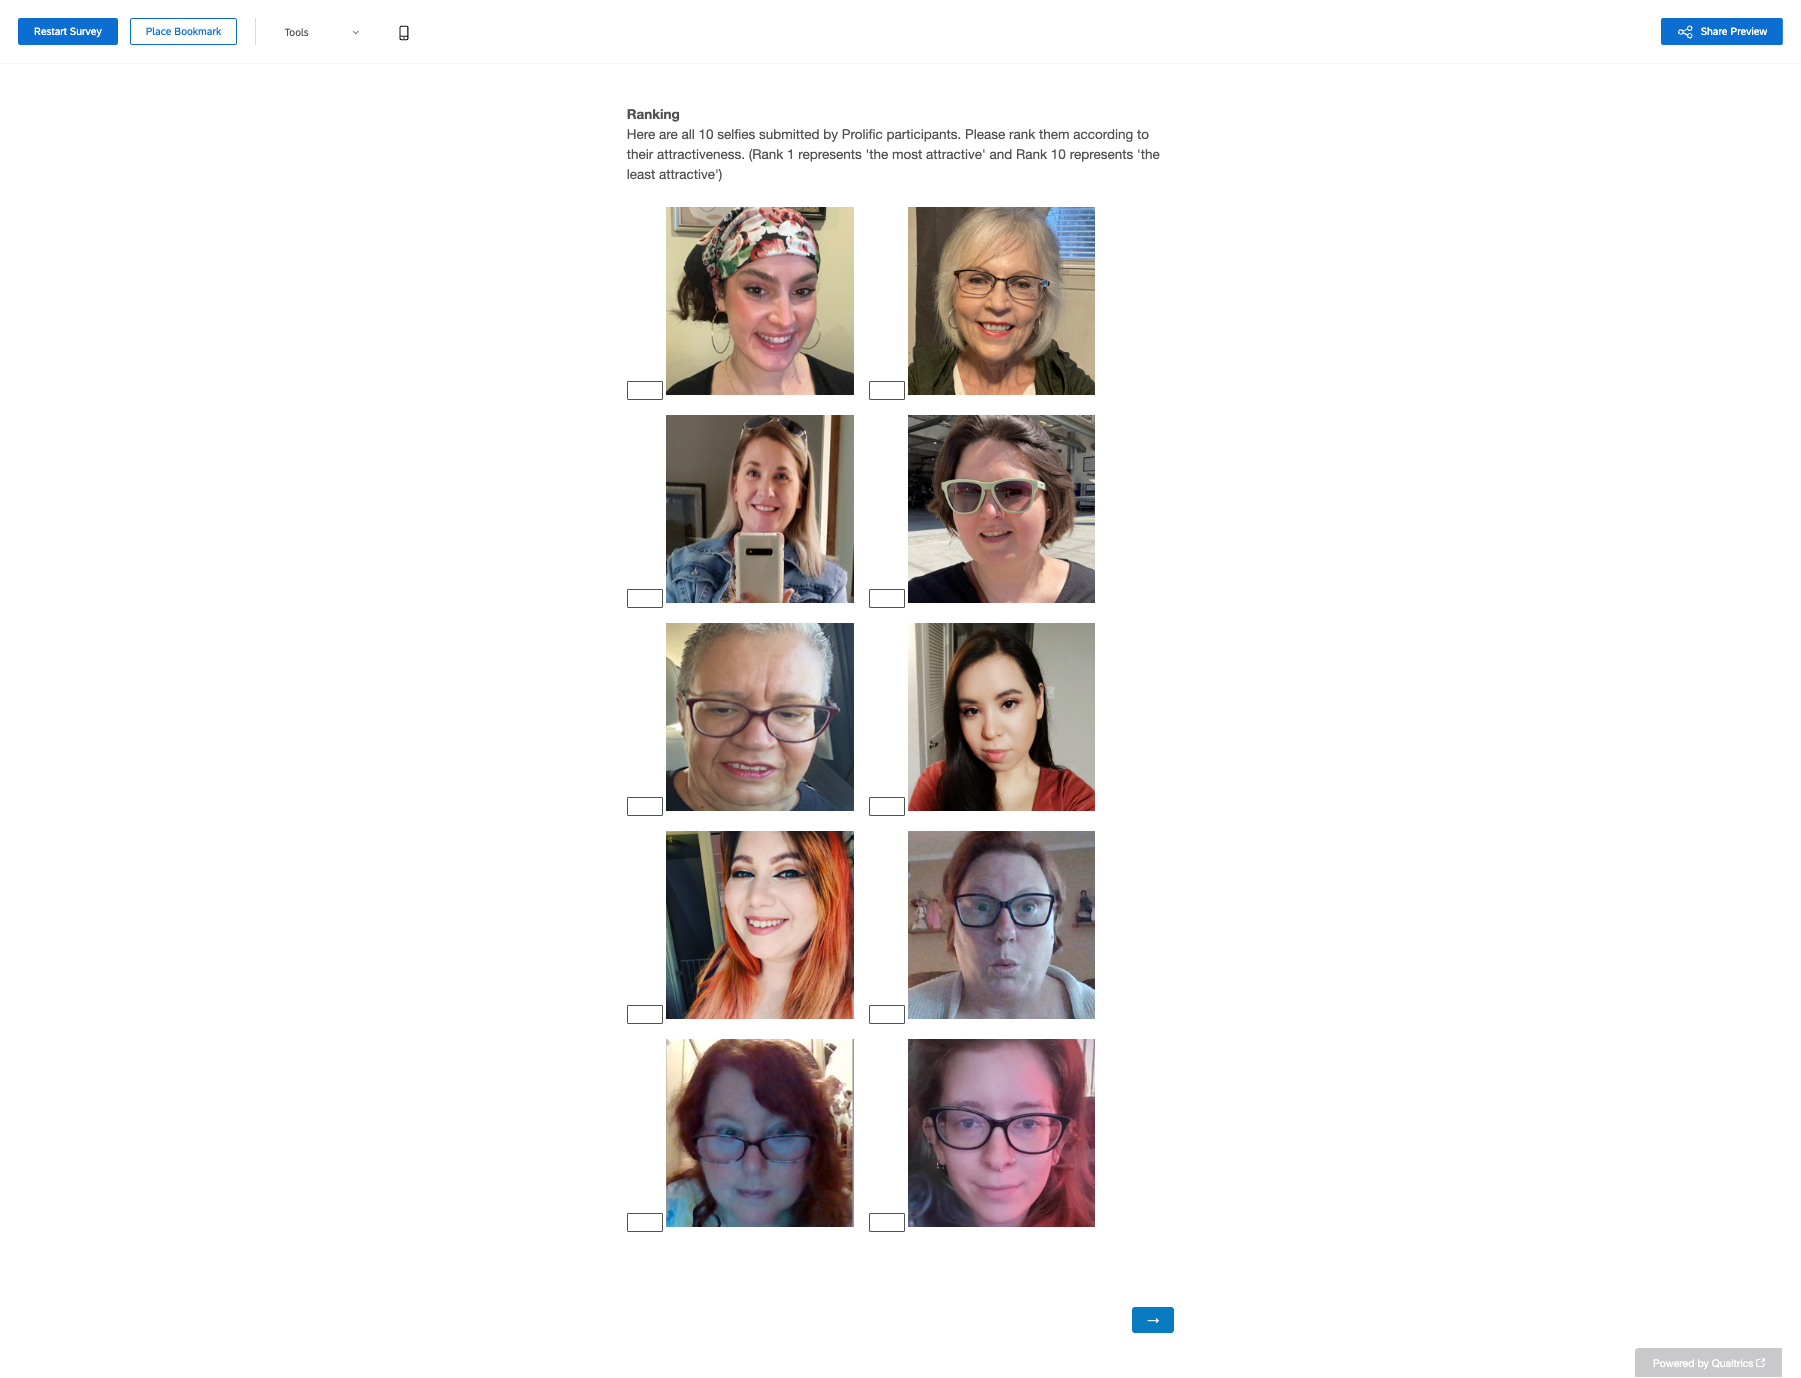 Restart Survey
Place Bookmark
Tools
Share Preview
Ranking
Here are all 10 selfies submitted by Prolific participants. Please rank them according to
their attractiveness. (Rank 1 represents 'the most attractive' and Rank 10 represents 'the
least attractive')
→
Powered by Qualtrics